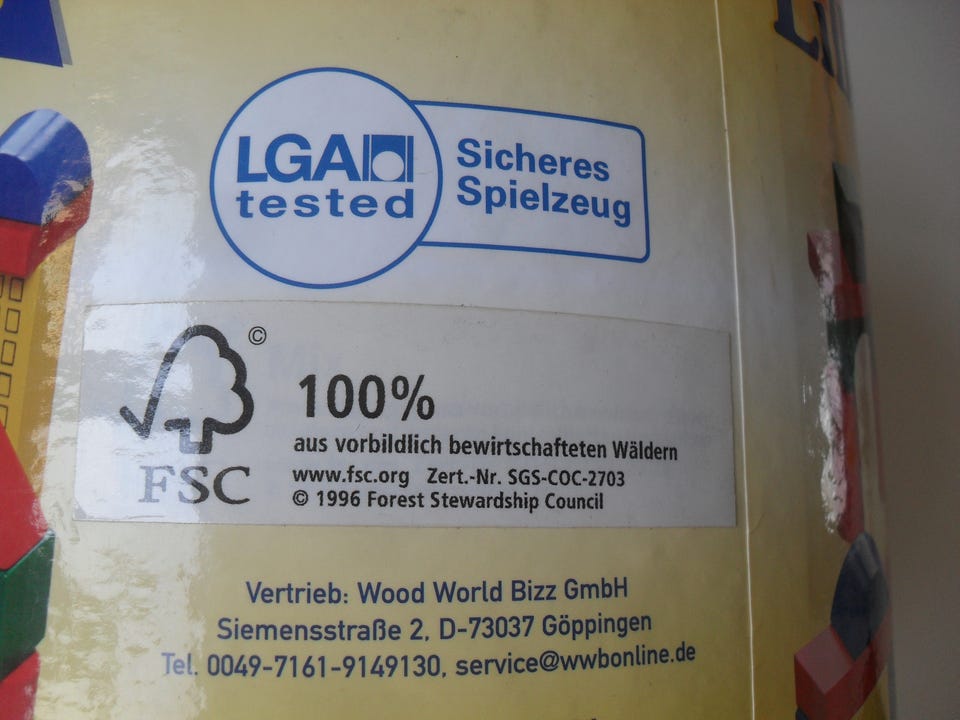 LGA
tested
Sicheres
Spielzeug
©
100%
aus vorbildlich bewirtschafteten Wäldern
FSC
www.fsc.org Zert.-Nr. SGS-COC-2703
© 1996 Forest Stewardship Council
Vertrieb: Wood World Bizz GmbH
Siemensstraße 2, D-73037 Göppingen
Tel. 0049-7161-9149130, service@wwbonline.de